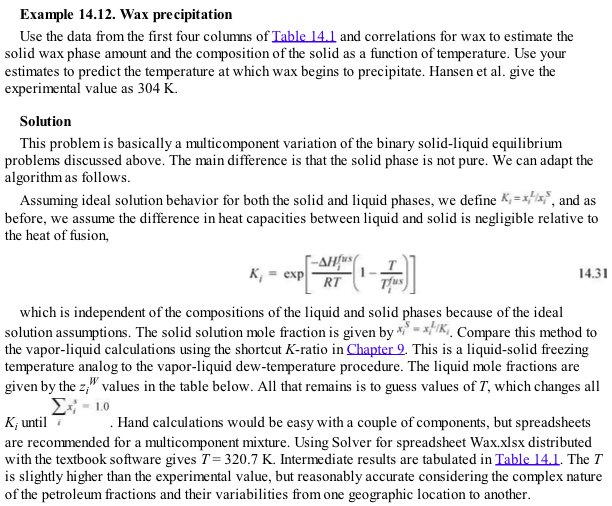 Example 14.12. Wax precipitation
Use the data from the first four columns of Table 14.1 and correlations for wax to estimate the
solid wax phase amount and the composition of the solid as a function of temperature. Use your
estimates to predict the temperature at which wax begins to precipitate. Hansen et al. give the
experimental value as 304 K.
Solution
This problem is basically a multicomponent variation of the binary solid-liquid equilibrium
problems discussed above. The main difference is that the solid phase is not pure. We can adapt the
algorithm as follows.
Assuming ideal solution behavior for both the solid and liquid phases, we define K_i = x_i^L/x_i^S, and as
before, we assume the difference in heat capacities between liquid and solid is negligible relative to
the heat of fusion,
K_i = exp[-ΔH_i^fus/RT (1 - T/T_i^fus)] 14.31
which is independent of the compositions of the liquid and solid phases because of the ideal
solution assumptions. The solid solution mole fraction is given by x_i^S = x_i^L/K_i. Compare this method to
the vapor-liquid calculations using the shortcut K-ratio in Chapter 9. This is a liquid-solid freezing
temperature analog to the vapor-liquid dew-temperature procedure. The liquid mole fractions are
given by the z_i^W values in the table below. All that remains is to guess values of T, which changes all
K_i until ∑_i x_i^s = 1.0. Hand calculations would be easy with a couple of components, but spreadsheets
are recommended for a multicomponent mixture. Using Solver for spreadsheet Wax.xlsx distributed
with the textbook software gives T = 320.7 K. Intermediate results are tabulated in Table 14.1. The T
is slightly higher than the experimental value, but reasonably accurate considering the complex nature
of the petroleum fractions and their variabilities from one geographic location to another.